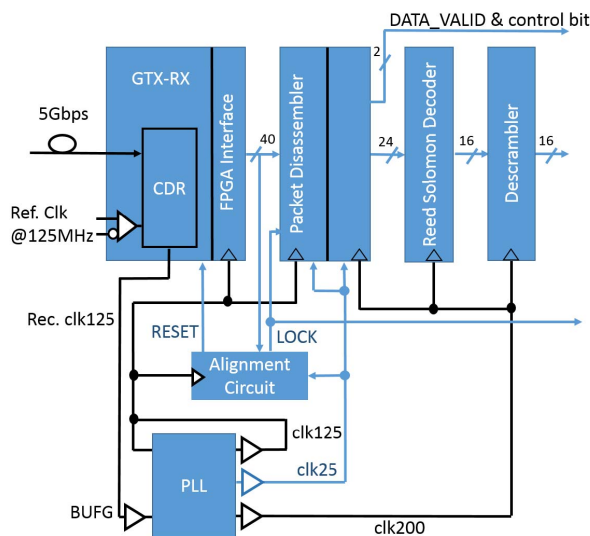 DATA_VALID & control bit
2
GTX-RX
5Gbps
FPGA Interface
40
Packet Disassembler
24
Reed Solomon Decoder
16
Descrambler
16
CDR
Ref. Clk
@125MHz
Rec. clk125
RESET
LOCK
Alignment
Circuit
clk125
clk25
PLL
BUFG
clk200